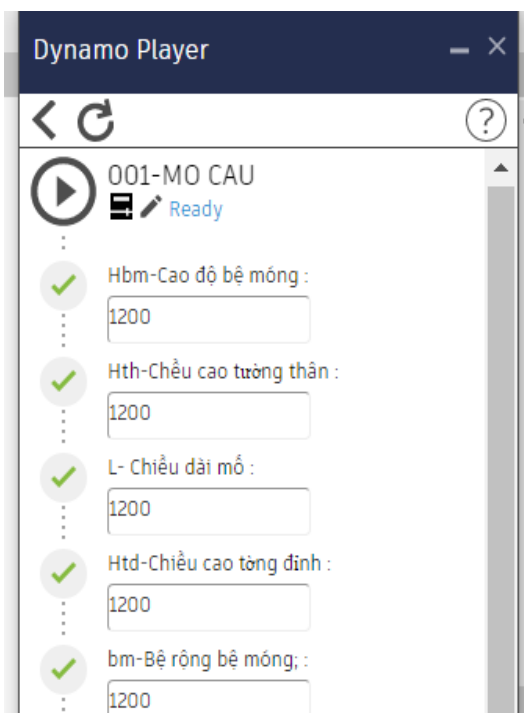 Dynamo Player
001-MO CAU
Ready
Hbm-Cao độ bệ móng :
1200
Hth-Chều cao tường thân :
1200
L- Chiều dài mố :
1200
Htd-Chiều cao tờng đỉnh :
1200
bm-Bệ rộng bệ móng; :
1200